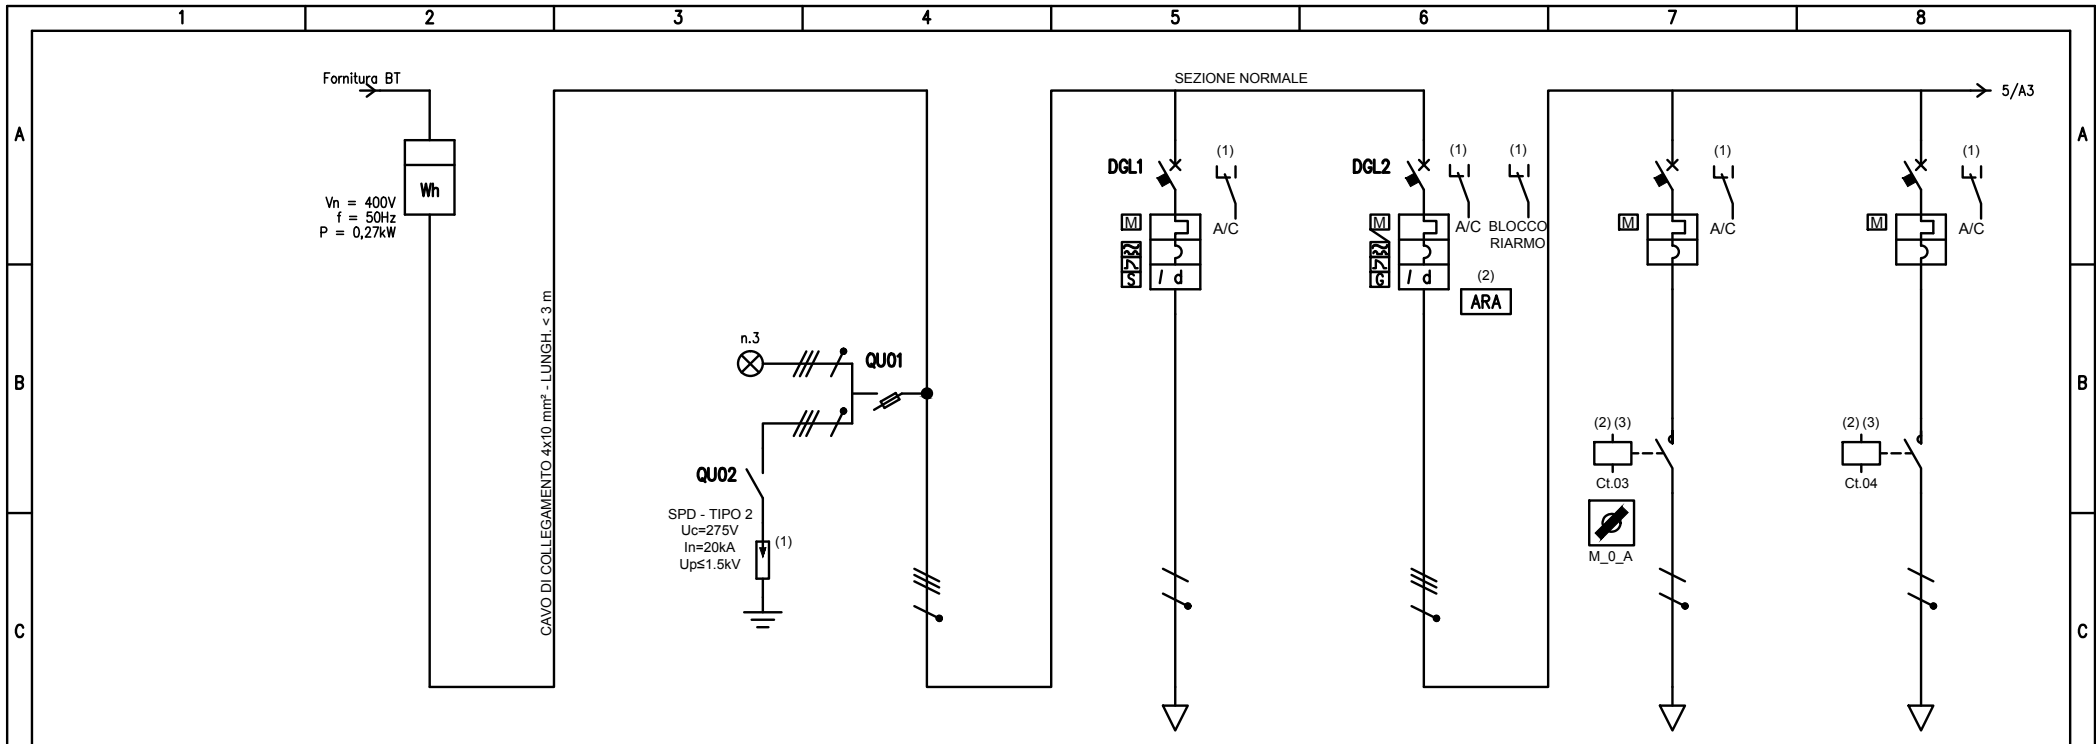 1 2 3 4 5 6 7 8
Fornitura BT
SEZIONE NORMALE
5/A3
A
A
Wh
Vn = 400V
f = 50Hz
P = 0,27kW
DGL1
(1)
M
A/C
S
I d
DGL2
(1)
(1)
M
A/C
BLOCCO
RIARMO
G
I d
(2)
ARA
(1)
M
A/C
(1)
M
A/C
CAVO DI COLLEGAMENTO 4x10 mm² - LUNGH. < 3 m
B
B
n.3
QU01
QU02
SPD - TIPO 2
Uc=275V
In=20kA
Up≤1.5kV
(1)
(2) (3)
Ct.03
M_0_A
(2) (3)
Ct.04
C
C